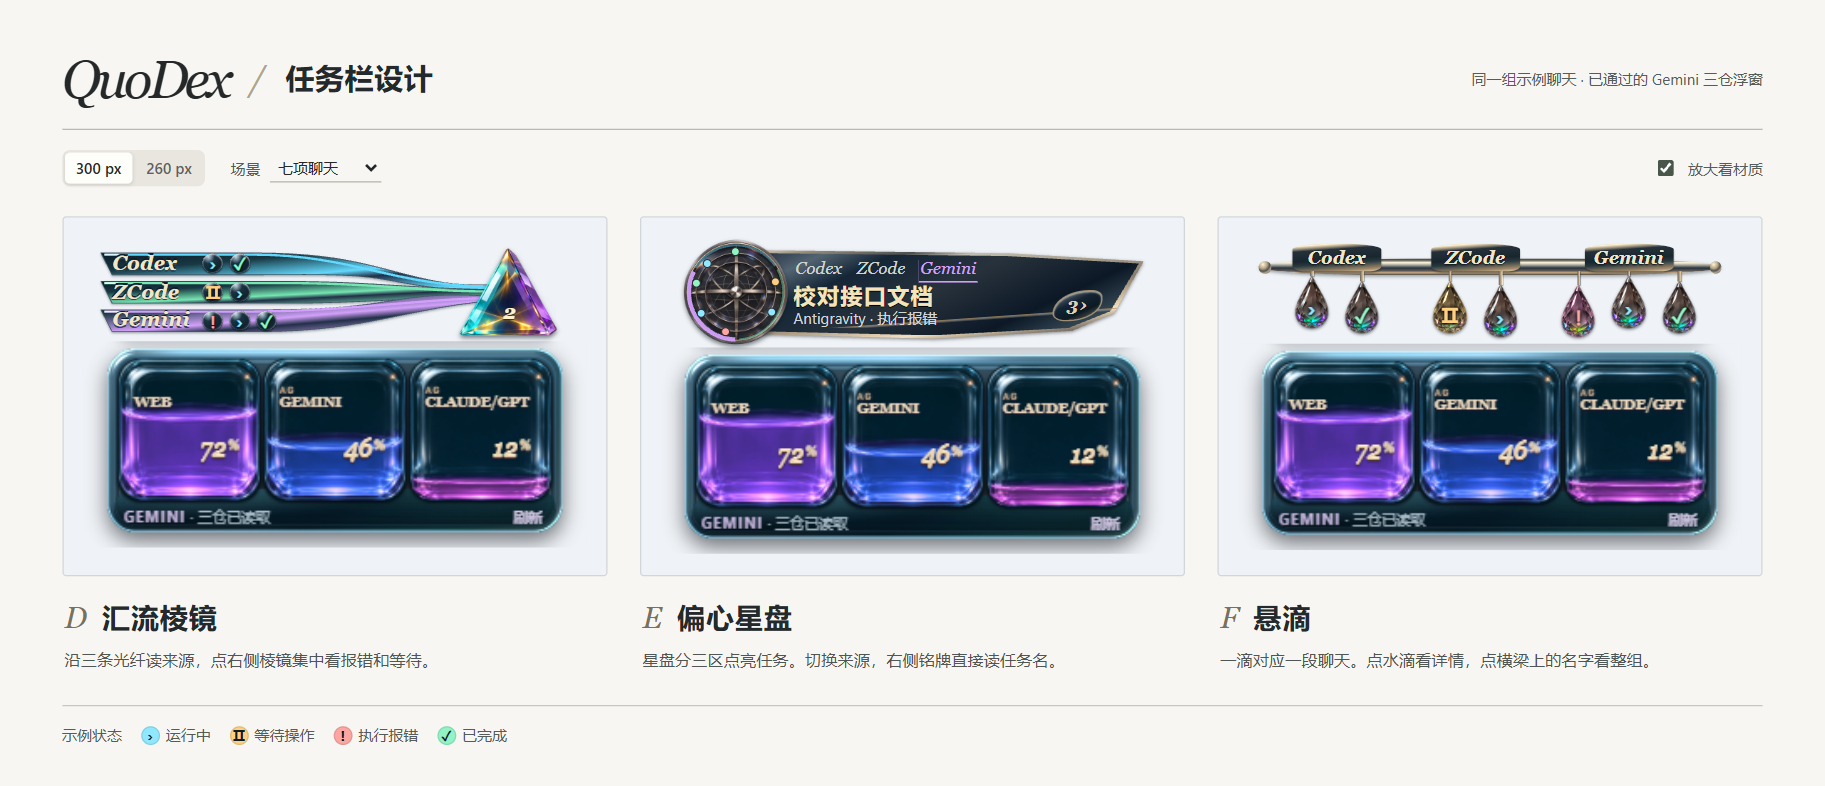 QuoDex / 任务栏设计
同一组示例聊天 · 已通过的 Gemini 三仓浮窗
300 px 260 px 场景 七项聊天
放大看材质
Codex › ✓
ZCode II ›
Gemini ! › ✓
2
WEB
72%
AG
GEMINI
46%
CLAUDE/GPT
12%
GEMINI · 三仓已读取
刷新
Codex ZCode Gemini
校对接口文档
Antigravity · 执行报错
3›
WEB
72%
AG
GEMINI
46%
CLAUDE/GPT
12%
GEMINI · 三仓已读取
刷新
Codex ZCode Gemini
› ✓ II › ! › ✓
WEB
72%
AG
GEMINI
46%
CLAUDE/GPT
12%
GEMINI · 三仓已读取
刷新
D 汇流棱镜
沿三条光纤读来源，点右侧棱镜集中看报错和等待。
E 偏心星盘
星盘分三区点亮任务。切换来源，右侧铭牌直接读任务名。
F 悬滴
一滴对应一段聊天。点水滴看详情，点横梁上的名字看整组。
示例状态 › 运行中 II 等待操作 ! 执行报错 ✓ 已完成